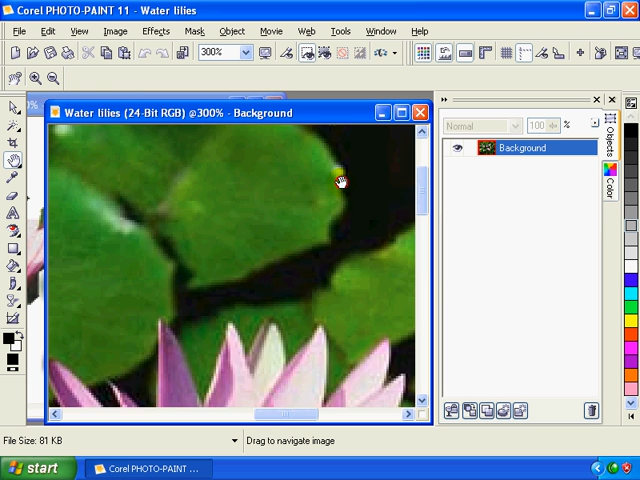 Corel PHOTO-PAINT 11 - Water lilies
File Edit View Image Effects Mask Object Movie Web Tools Window Help
300%
0%
Water lilies (24-Bit RGB) @300% - Background
Normal 100 %
Background
Objects
Color
File Size: 81 KB Drag to navigate image
start Corel PHOTO-PAINT ...